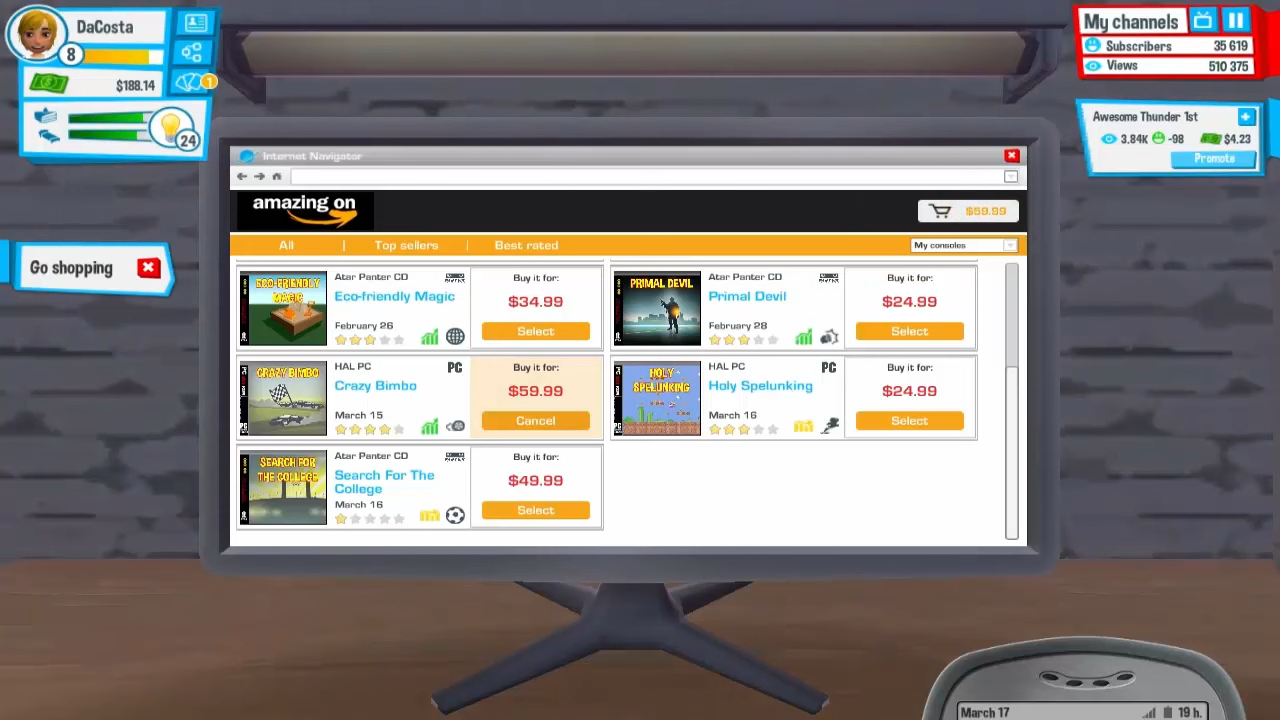 DaCosta
8
$188.14
1
24
My channels
Subscribers 35 619
Views 510 375
Awesome Thunder 1st
3.84K -98 $4.23
Promote
Go shopping
Internet Navigator
amazing on
$59.99
All | Top sellers | Best rated
My consoles
ECO-FRIENDLY MAGIC
Atar Panter CD
Eco-friendly Magic
February 26
Buy it for:
$34.99
Select
PRIMAL DEVIL
Atar Panter CD
Primal Devil
February 28
Buy it for:
$24.99
Select
CRAZY BIMBO
HAL PC
PC
Crazy Bimbo
March 15
Buy it for:
$59.99
Cancel
HOLY SPELUNKING
HAL PC
PC
Holy Spelunking
March 16
Buy it for:
$24.99
Select
SEARCH FOR THE COLLEGE
Atar Panter CD
Search For The
College
March 16
Buy it for:
$49.99
Select
March 17
19 h.